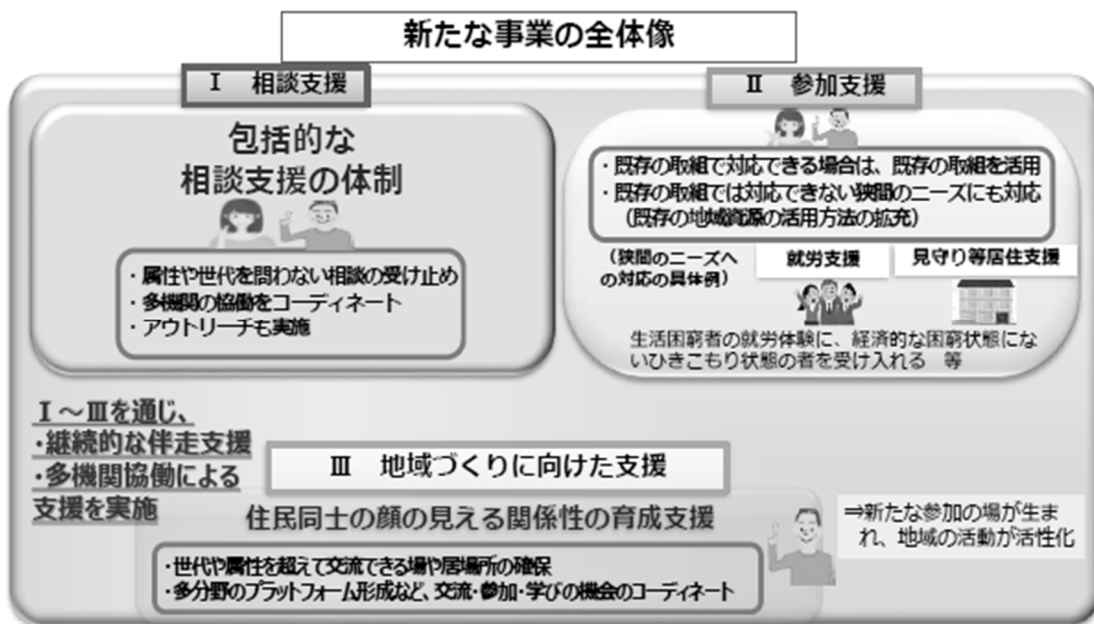 新たな事業の全体像
Ⅰ 相談支援
包括的な
相談支援の体制
・属性や世代を問わない相談の受け止め
・多機関の協働をコーディネート
・アウトリーチも実施
Ⅱ 参加支援
・既存の取組で対応できる場合は、既存の取組を活用
・既存の取組では対応できない狭間のニーズにも対応
（既存の地域資源の活用方法の拡充）
（狭間のニーズへ
の対応の具体例）
就労支援
見守り等居住支援
生活困窮者の就労体験に、経済的な困窮状態にな
いひきこもり状態の者を受け入れる 等
Ⅰ～Ⅲを通じ、
・継続的な伴走支援
・多機関協働による
支援を実施
Ⅲ 地域づくりに向けた支援
住民同士の顔の見える関係性の育成支援
・世代や属性を超えて交流できる場や居場所の確保
・多分野のプラットフォーム形成など、交流・参加・学びの機会のコーディネート
⇒新たな参加の場が生ま
れ、地域の活動が活性化